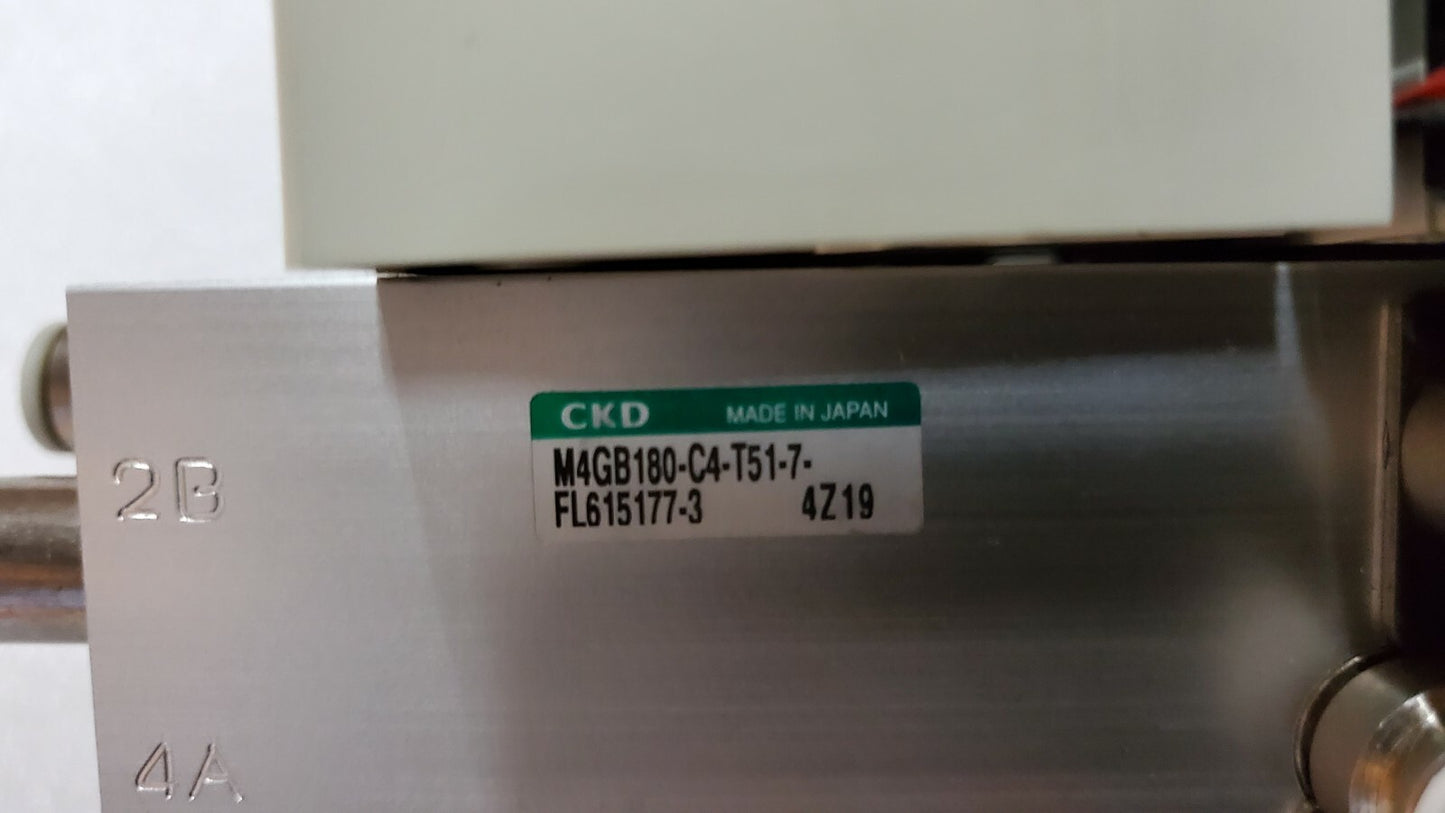 CKD MADE IN JAPAN
M4GB180-C4-T51-7-
FL615177-3 4Z19
2B
4A